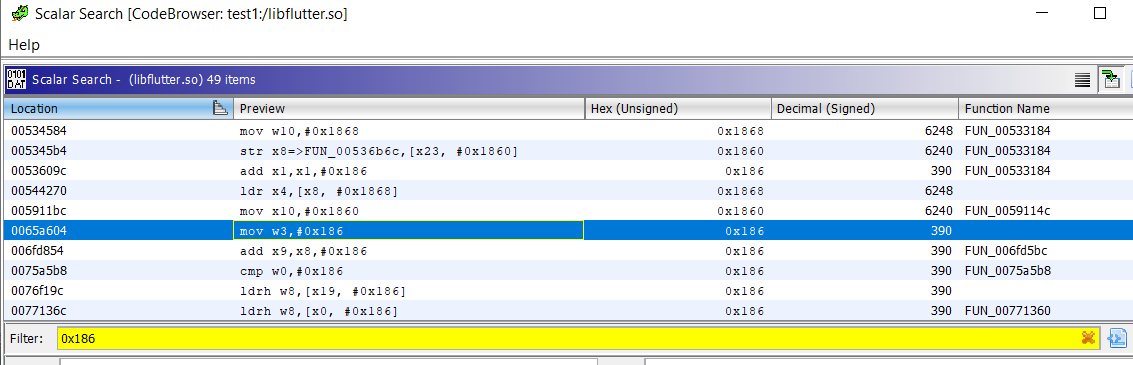 Scalar Search [CodeBrowser: test1:/libflutter.so]
Help
0101 DAT Scalar Search - (libflutter.so) 49 items
Location Preview Hex (Unsigned) Decimal (Signed) Function Name
00534584 mov w10,#0x1868 0x1868 6248 FUN_00533184
005345b4 str x8=>FUN_00536b6c,[x23, #0x1860] 0x1860 6240 FUN_00533184
0053609c add x1,x1,#0x186 0x186 390 FUN_00533184
00544270 ldr x4,[x8, #0x1868] 0x1868 6248
005911bc mov x10,#0x1860 0x1860 6240 FUN_0059114c
0065a604 mov w3,#0x186 0x186 390
006fd854 add x9,x8,#0x186 0x186 390 FUN_006fd5bc
0075a5b8 cmp w0,#0x186 0x186 390 FUN_0075a5b8
0076f19c ldrh w8,[x19, #0x186] 0x186 390
0077136c ldrh w8,[x0, #0x186] 0x186 390 FUN_00771360
Filter: 0x186